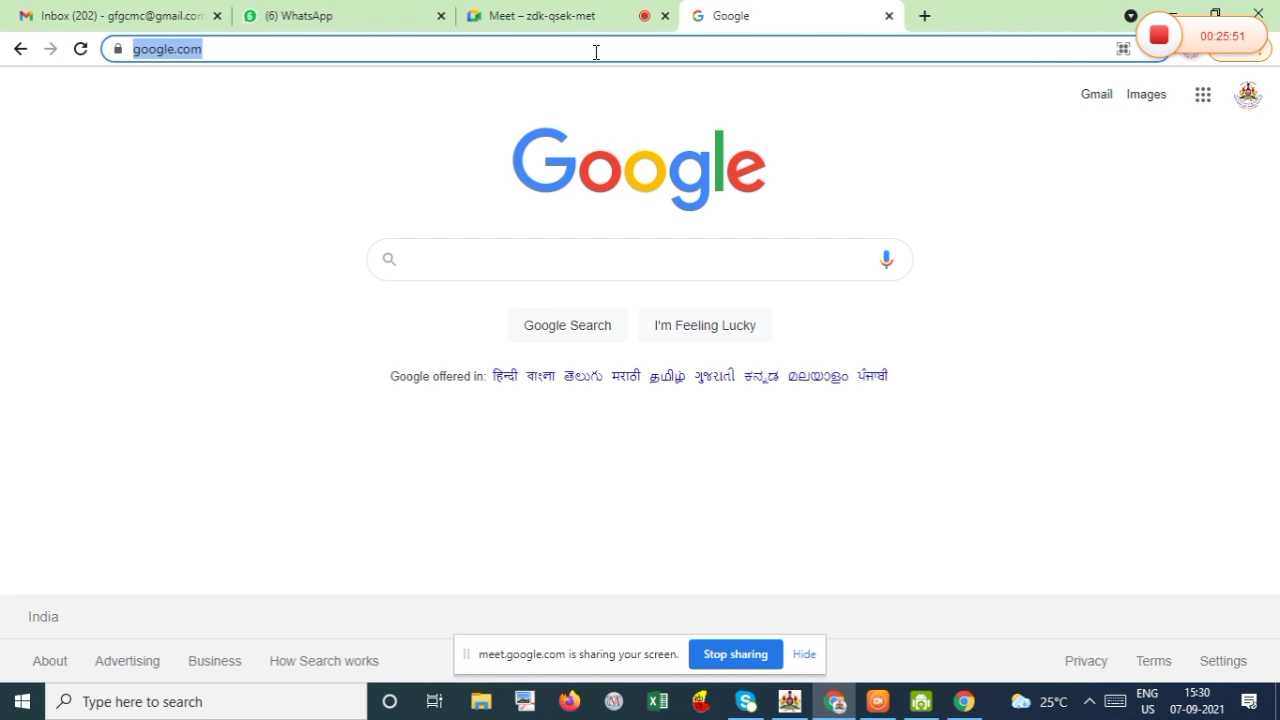 Inbox (202) - gfgcmc@gmail.com
(6) WhatsApp
Meet – zdk-qsek-met
Google
00:25:51
google.com
Gmail Images
Google
Google Search
I'm Feeling Lucky
Google offered in: हिन्दी বাংলা తెలుగు मराठी தமிழ் ગુજરાતી ಕನ್ನಡ മലയാളം ਪੰਜਾਬੀ
India
meet.google.com is sharing your screen. Stop sharing Hide
About Advertising Business How Search works
Privacy Terms Settings
Type here to search
25°C
ENG
US
15:30
07-09-2021